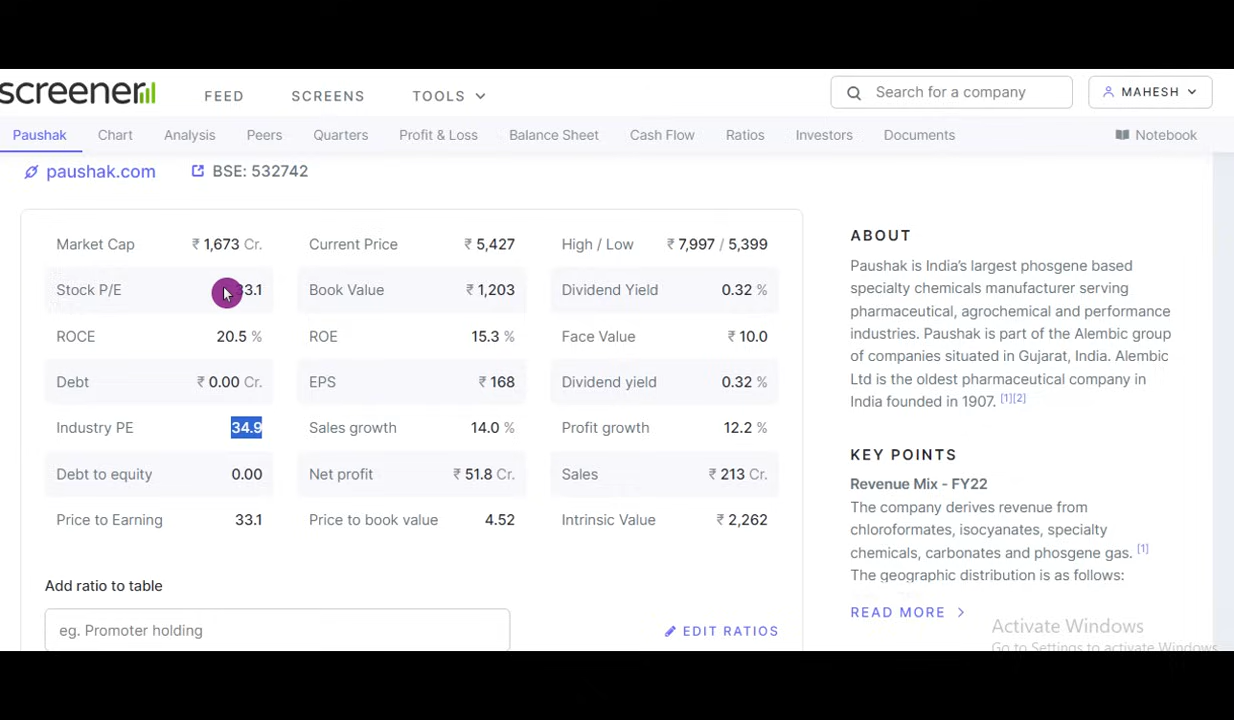 screener
FEED SCREENS TOOLS
Search for a company
MAHESH
Paushak Chart Analysis Peers Quarters Profit & Loss Balance Sheet Cash Flow Ratios Investors Documents Notebook
paushak.com BSE: 532742
Market Cap ₹ 1,673 Cr.
Current Price ₹ 5,427
High / Low ₹ 7,997 / 5,399
Stock P/E 33.1
Book Value ₹ 1,203
Dividend Yield 0.32 %
ROCE 20.5 %
ROE 15.3 %
Face Value ₹ 10.0
Debt ₹ 0.00 Cr.
EPS ₹ 168
Dividend yield 0.32 %
Industry PE 34.9
Sales growth 14.0 %
Profit growth 12.2 %
Debt to equity 0.00
Net profit ₹ 51.8 Cr.
Sales ₹ 213 Cr.
Price to Earning 33.1
Price to book value 4.52
Intrinsic Value ₹ 2,262
Add ratio to table
eg. Promoter holding
EDIT RATIOS
ABOUT
Paushak is India's largest phosgene based
specialty chemicals manufacturer serving
pharmaceutical, agrochemical and performance
industries. Paushak is part of the Alembic group
of companies situated in Gujarat, India. Alembic
Ltd is the oldest pharmaceutical company in
India founded in 1907. [1][2]
KEY POINTS
Revenue Mix - FY22
The company derives revenue from
chloroformates, isocyanates, specialty
chemicals, carbonates and phosgene gas. [1]
The geographic distribution is as follows:
READ MORE
Activate Windows
Go to Settings to activate Windows.